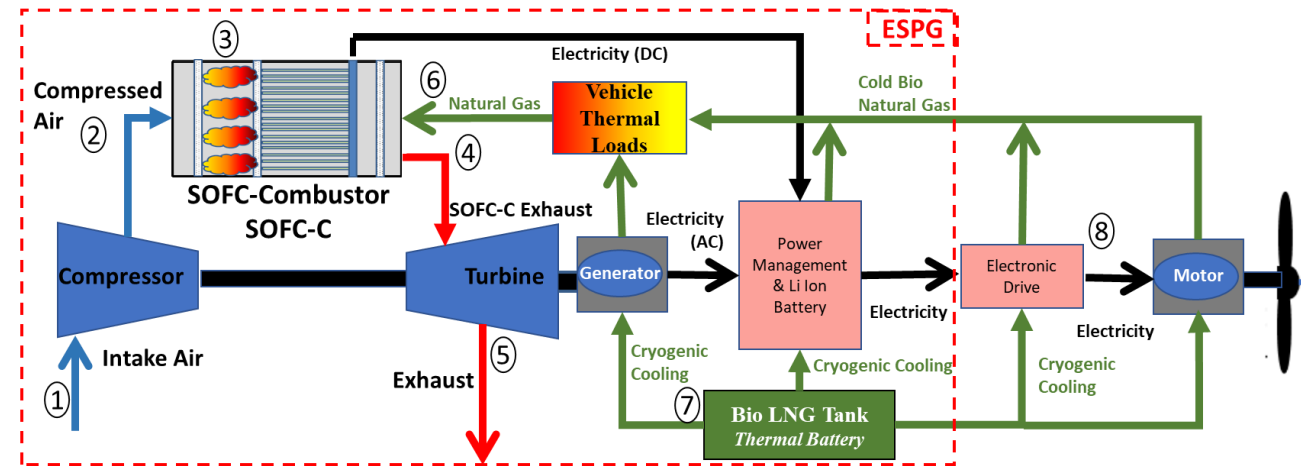 ESPG
③
Electricity (DC)
Compressed
Air
②
⑥
Natural Gas
Vehicle
Thermal
Loads
Cold Bio
Natural Gas
④
SOFC-Combustor
SOFC-C
SOFC-C Exhaust
Electricity
(AC)
Compressor
Turbine
Generator
Power
Management
& Li Ion
Battery
Electronic
Drive
⑧
Motor
Electricity
Electricity
Intake Air
①
⑤
Exhaust
Cryogenic
Cooling
Cryogenic Cooling
Cryogenic
Cooling
⑦
Bio LNG Tank
Thermal Battery